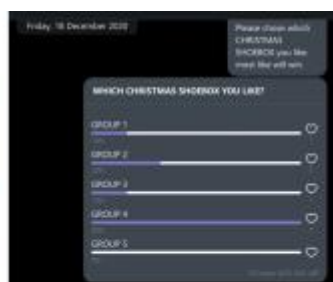 Friday, 18 December 2020
Please chose which
CHRISTMAS
SHOEBOX you like
most like will win
WHICH CHRISTMAS SHOEBOX YOU LIKE?
GROUP 1
GROUP 2
GROUP 3
GROUP 4
GROUP 5